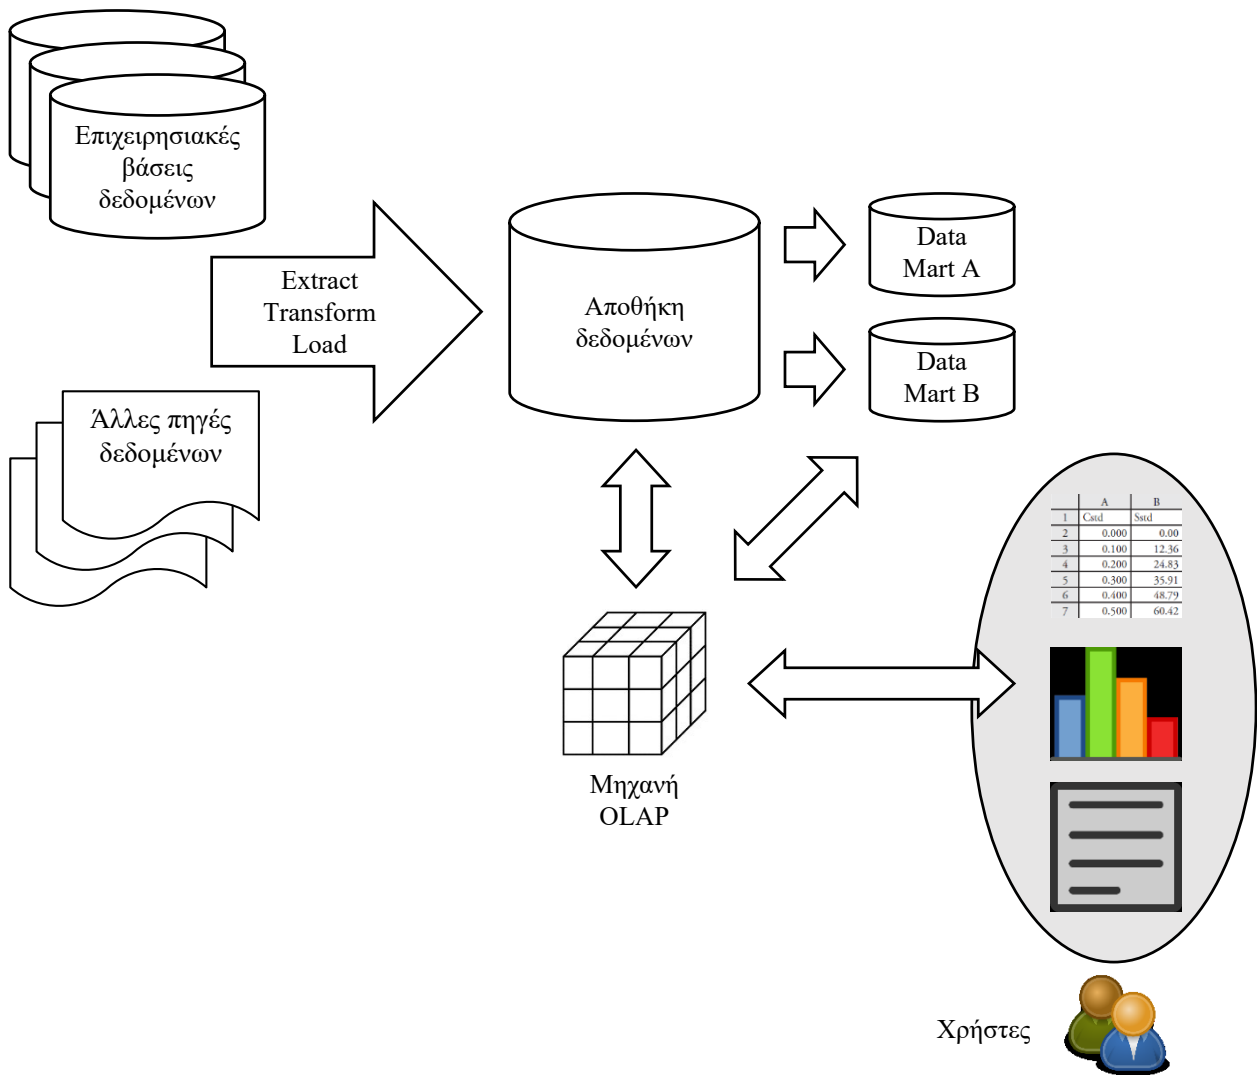 Επιχειρησιακές
βάσεις
δεδομένων
Extract
Transform
Load
Άλλες πηγές
δεδομένων
Αποθήκη
δεδομένων
Data
Mart A
Data
Mart B
Μηχανή
OLAP
A B
1 Cstd Sstd
2 0.000 0.00
3 0.100 12.36
4 0.200 24.83
5 0.300 35.91
6 0.400 48.79
7 0.500 60.42
Χρήστες